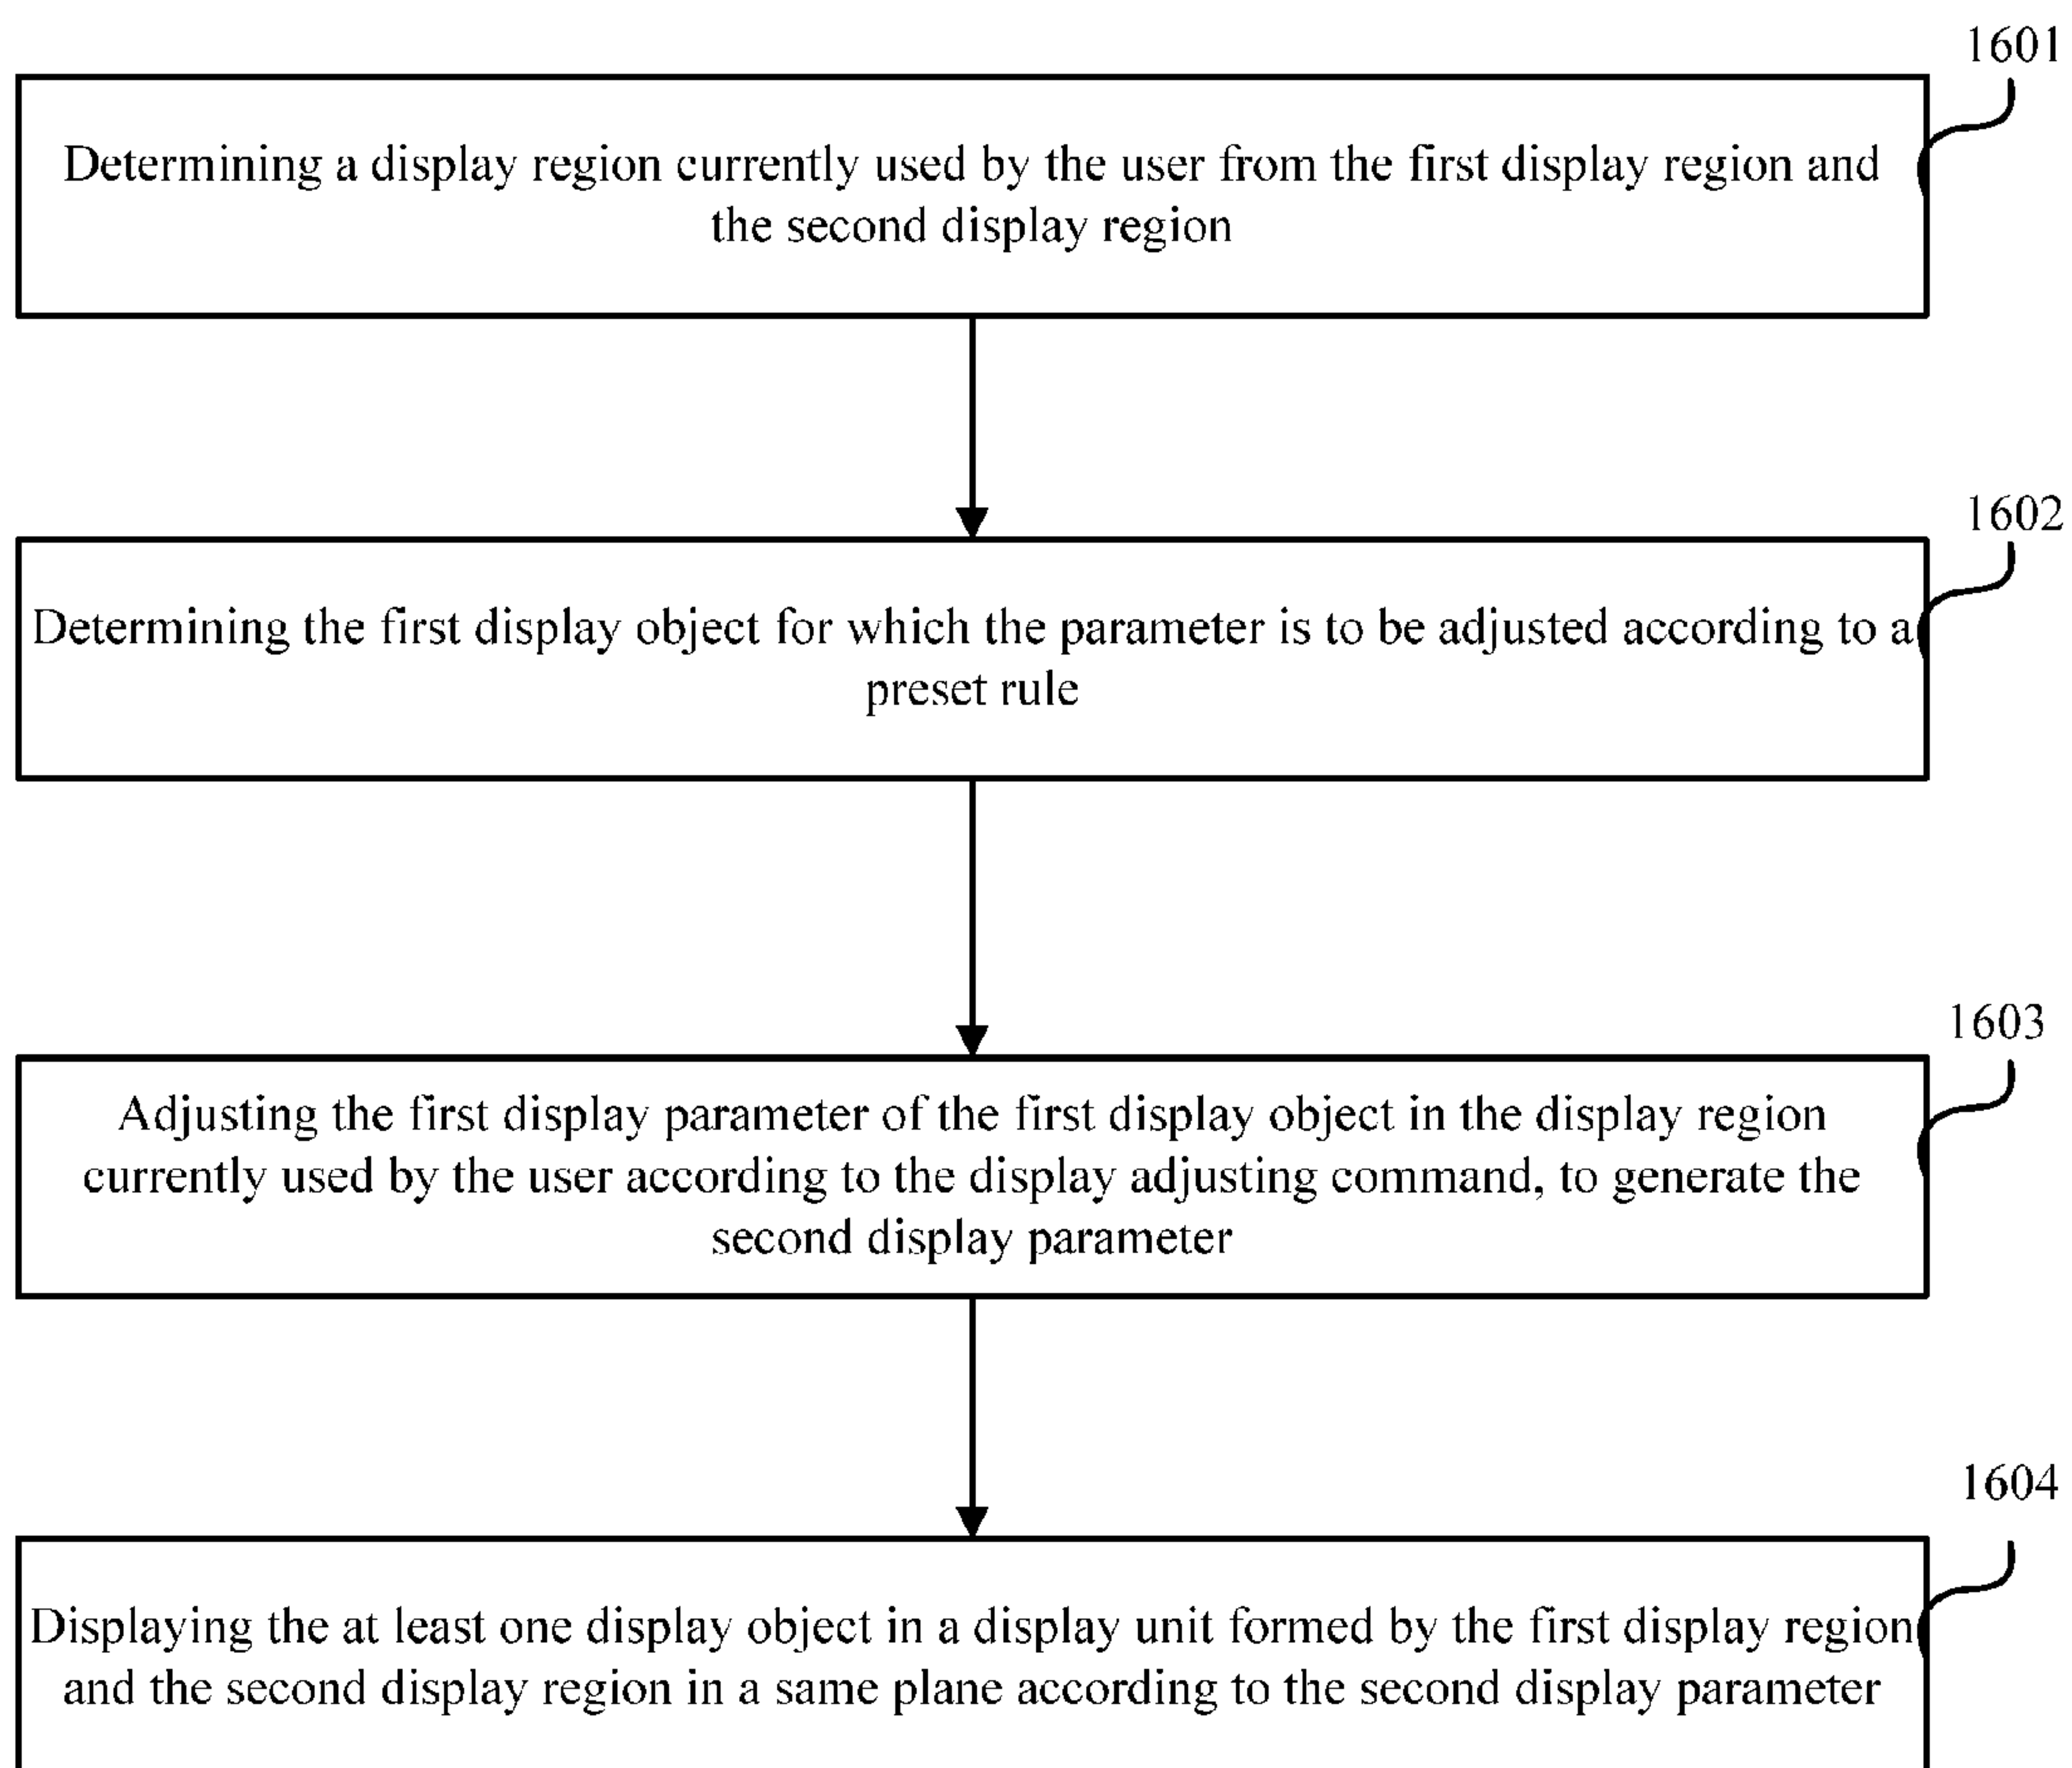 1601
Determining a display region currently used by the user from the first display region and
the second display region
1602
Determining the first display object for which the parameter is to be adjusted according to a
preset rule
1603
Adjusting the first display parameter of the first display object in the display region
currently used by the user according to the display adjusting command, to generate the
second display parameter
1604
Displaying the at least one display object in a display unit formed by the first display region
and the second display region in a same plane according to the second display parameter